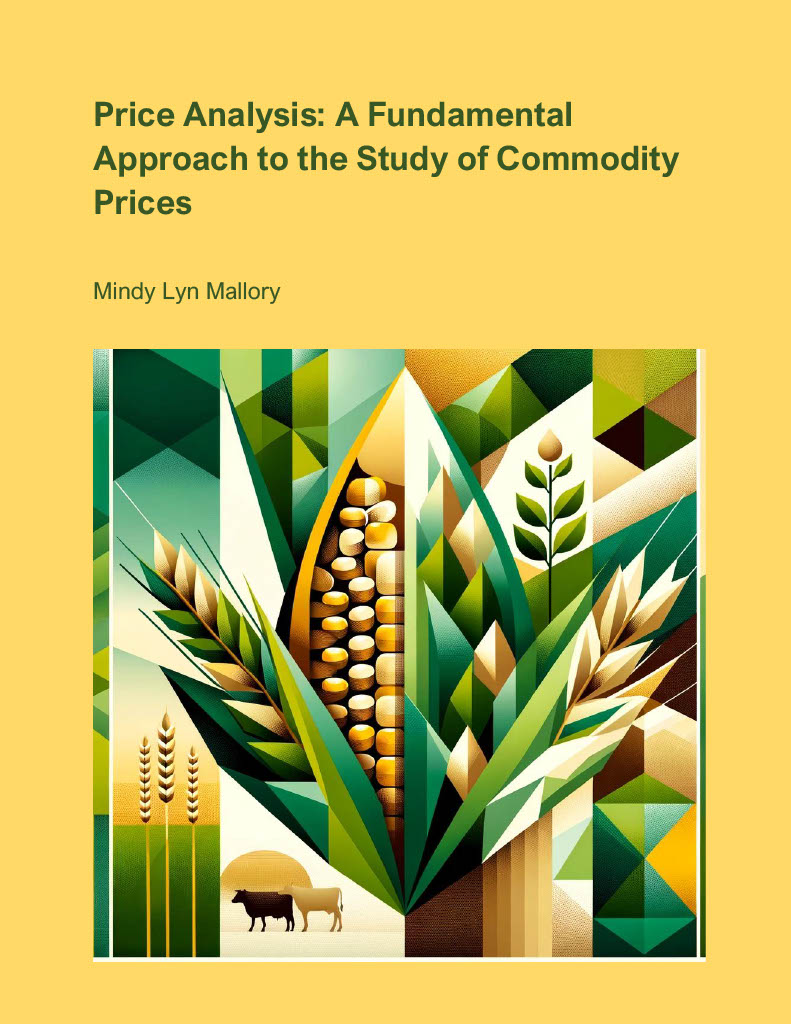 Price Analysis: A Fundamental
Approach to the Study of Commodity
Prices
Mindy Lyn Mallory